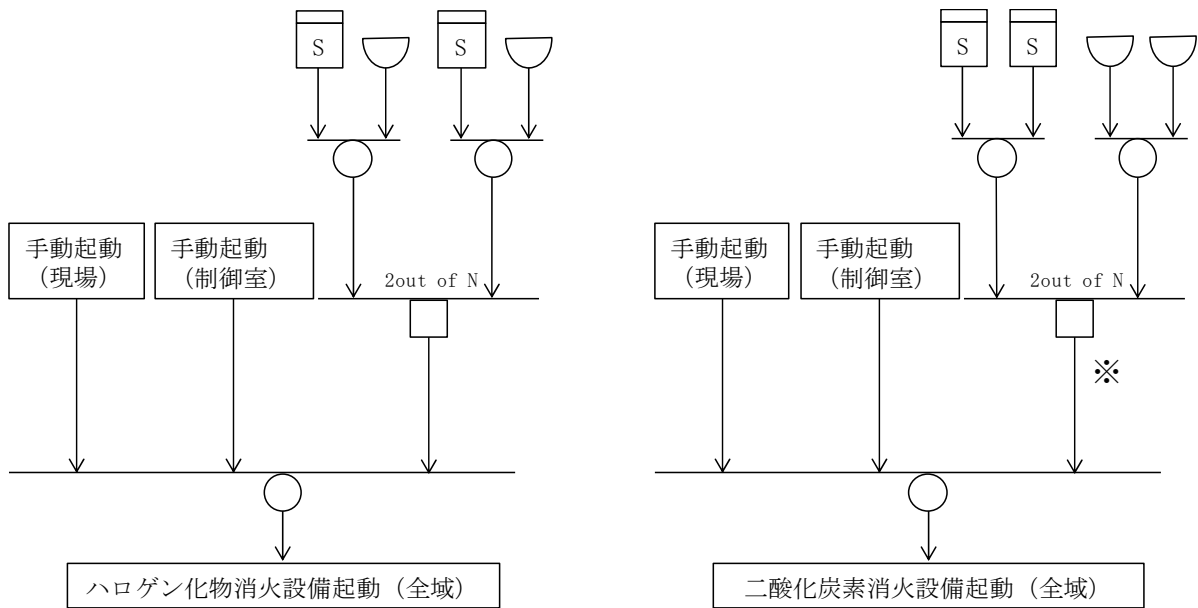 S
S
手動起動
（現場）
手動起動
（制御室）
2out of N
ハロゲン化物消火設備起動（全域）
S
S
手動起動
（現場）
手動起動
（制御室）
2out of N
※
二酸化炭素消火設備起動（全域）